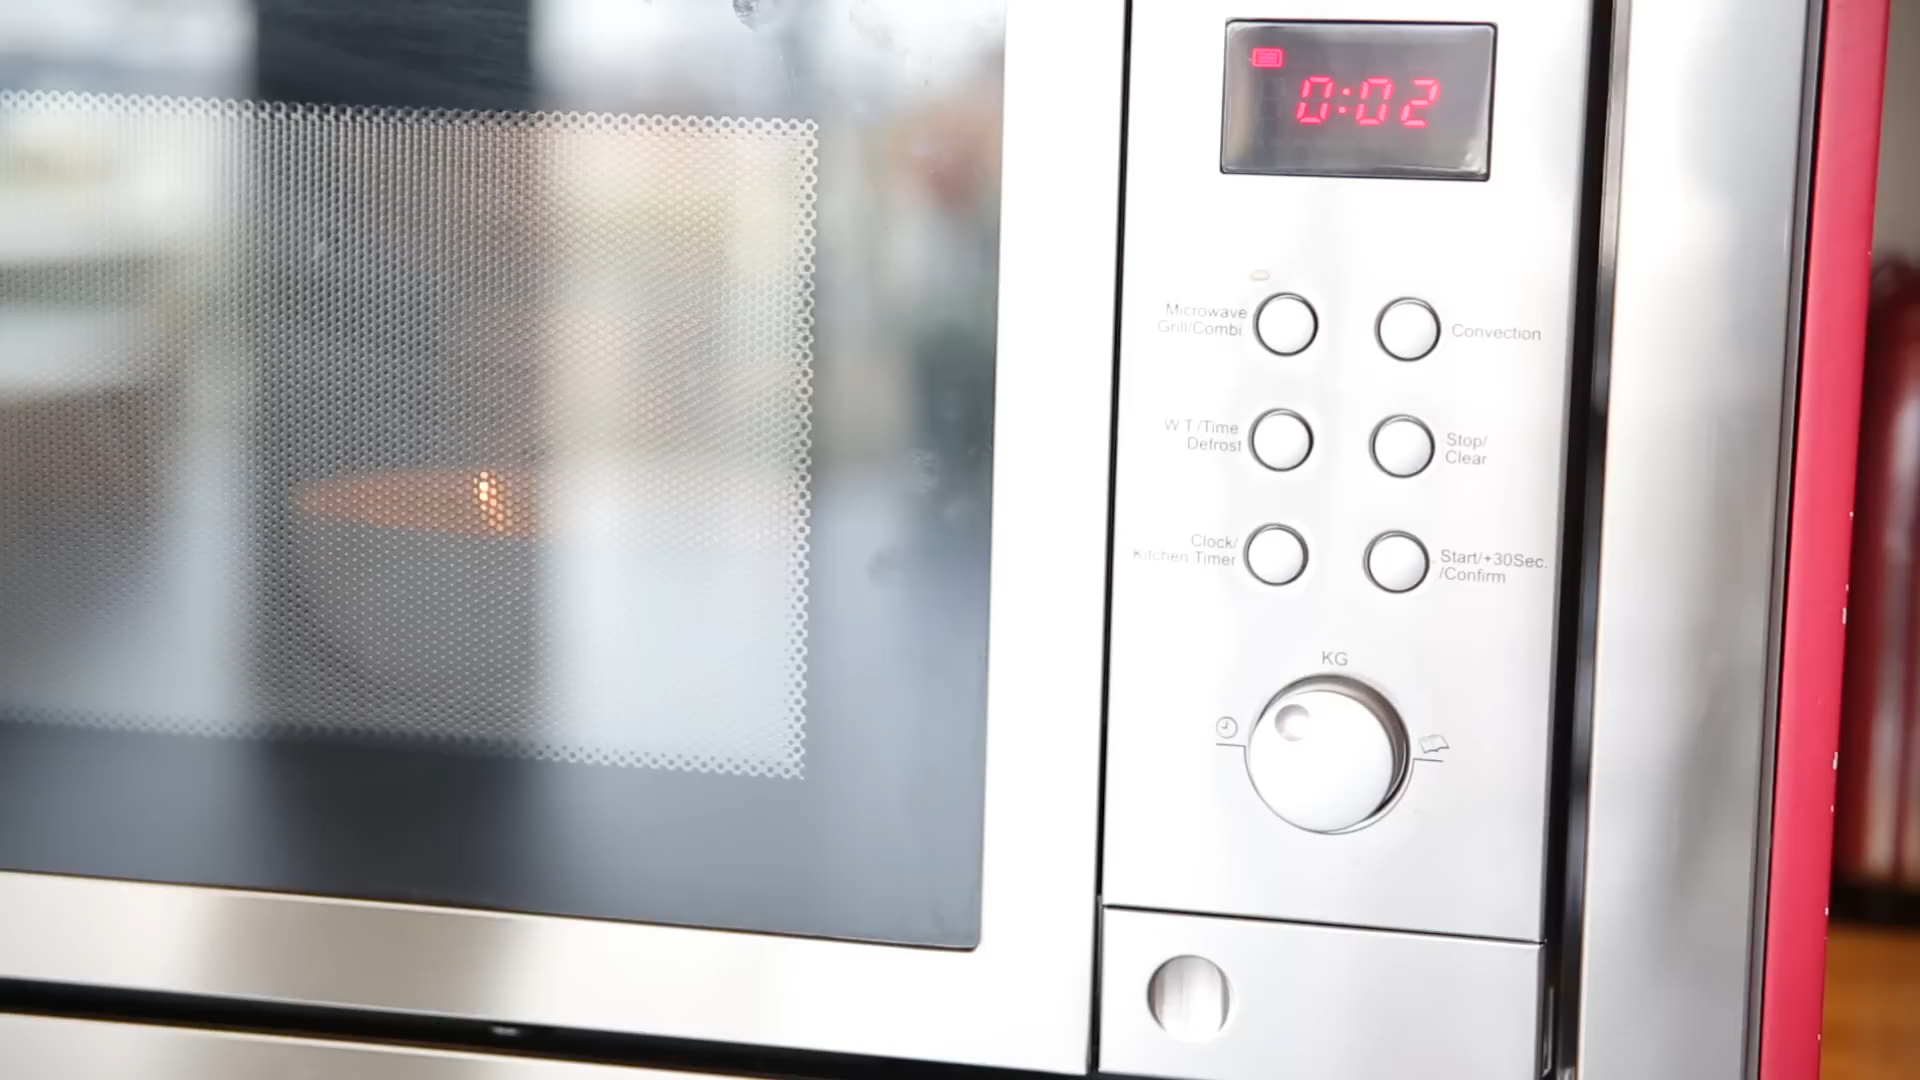 0:02
Microwave
Grill/Combi
Convection
W.T./Time
Defrost
Stop/
Clear
Clock/
Kitchen Timer
Start/+30Sec.
/Confirm
KG